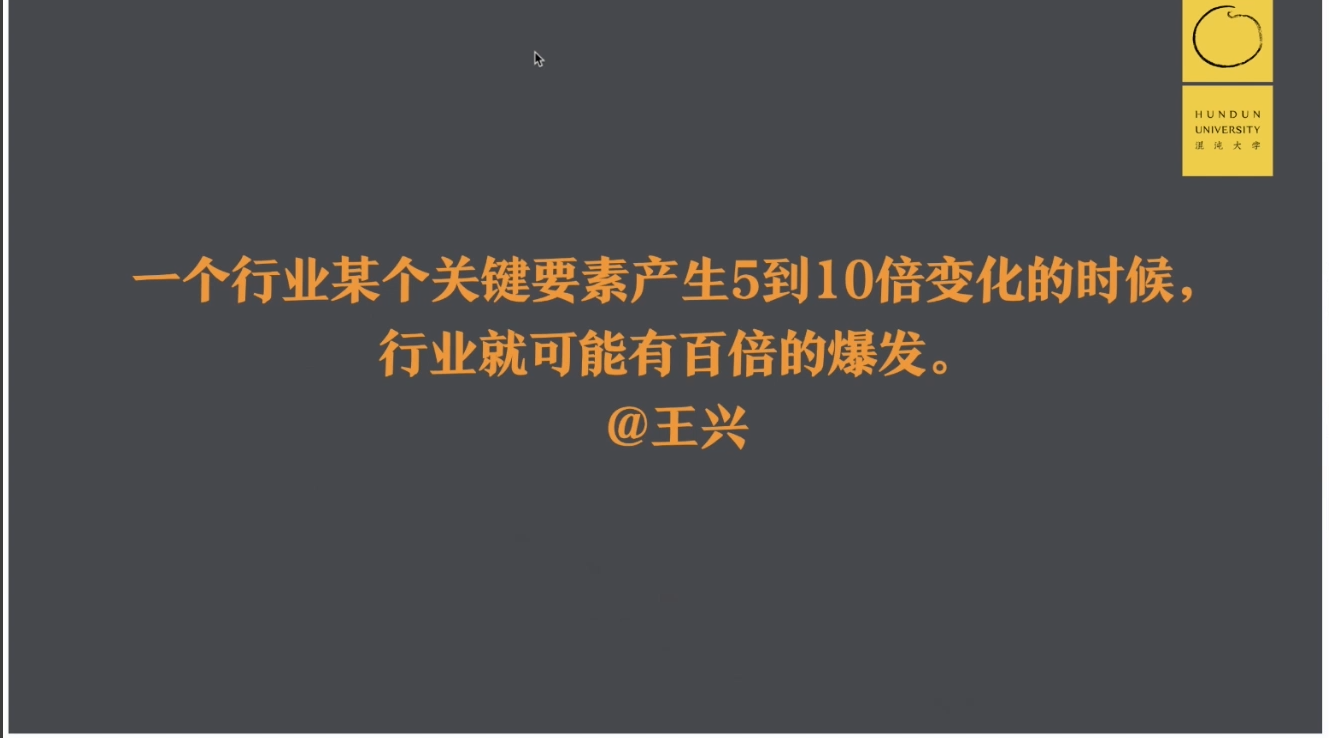 HUNDUN
UNIVERSITY
混沌大学
一个行业某个关键要素产生5到10倍变化的时候，
行业就可能有百倍的爆发。
@王兴